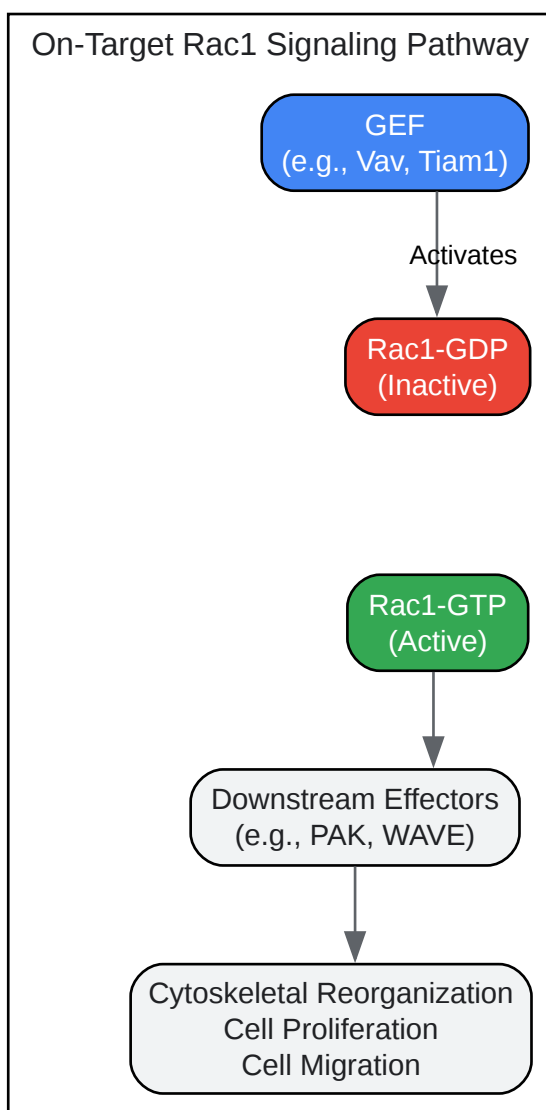 On-Target Rac1 Signaling Pathway
GEF
(e.g., Vav, Tiam1)
Activates
Rac1-GDP
(Inactive)
Rac1-GTP
(Active)
Downstream Effectors
(e.g., PAK, WAVE)
Cytoskeletal Reorganization
Cell Proliferation
Cell Migration